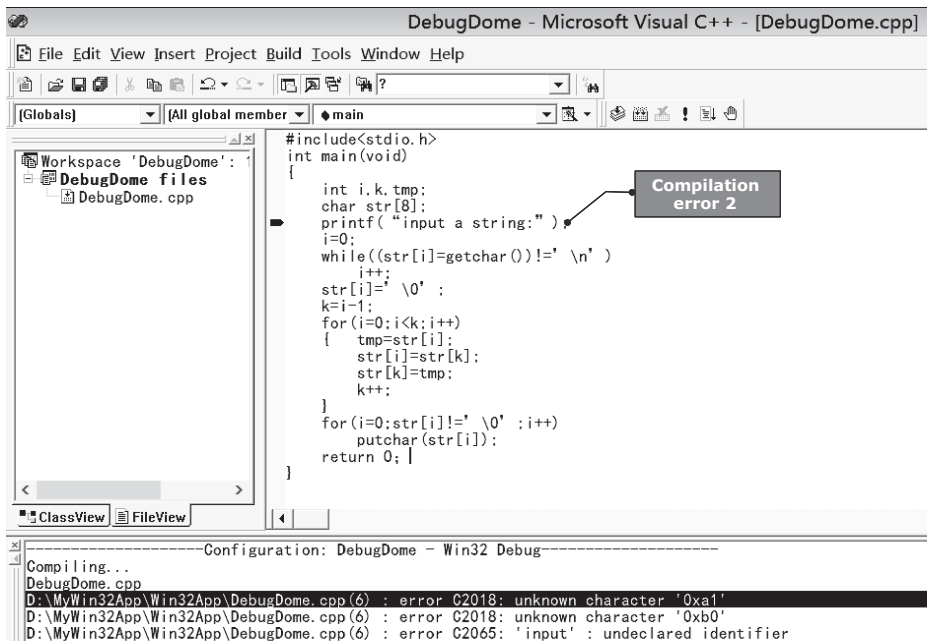 DebugDome - Microsoft Visual C++ - [DebugDome.cpp]
File Edit View Insert Project Build Tools Window Help
?
(Globals) [All global member main
Workspace 'DebugDome': 1
DebugDome files
DebugDome.cpp
ClassView FileView
#include<stdio.h>
int main(void)
{
int i,k,tmp;
char str[8];
printf( “input a string:” );
i=0;
while((str[i]=getchar())!=’ \n’ )
i++;
str[i]=’ \0’ ;
k=i-1;
for(i=0;i<k;i++)
{ tmp=str[i];
str[i]=str[k];
str[k]=tmp;
k++;
}
for(i=0;str[i]!=’ \0’ ;i++)
putchar(str[i]);
return 0;
}
Compilation
error 2
--------------------Configuration: DebugDome - Win32 Debug--------------------
Compiling...
DebugDome.cpp
D:\MyWin32App\Win32App\DebugDome.cpp(6) : error C2018: unknown character '0xa1'
D:\MyWin32App\Win32App\DebugDome.cpp(6) : error C2018: unknown character '0xb0'
D:\MyWin32App\Win32App\DebugDome.cpp(6) : error C2065: 'input' : undeclared identifier